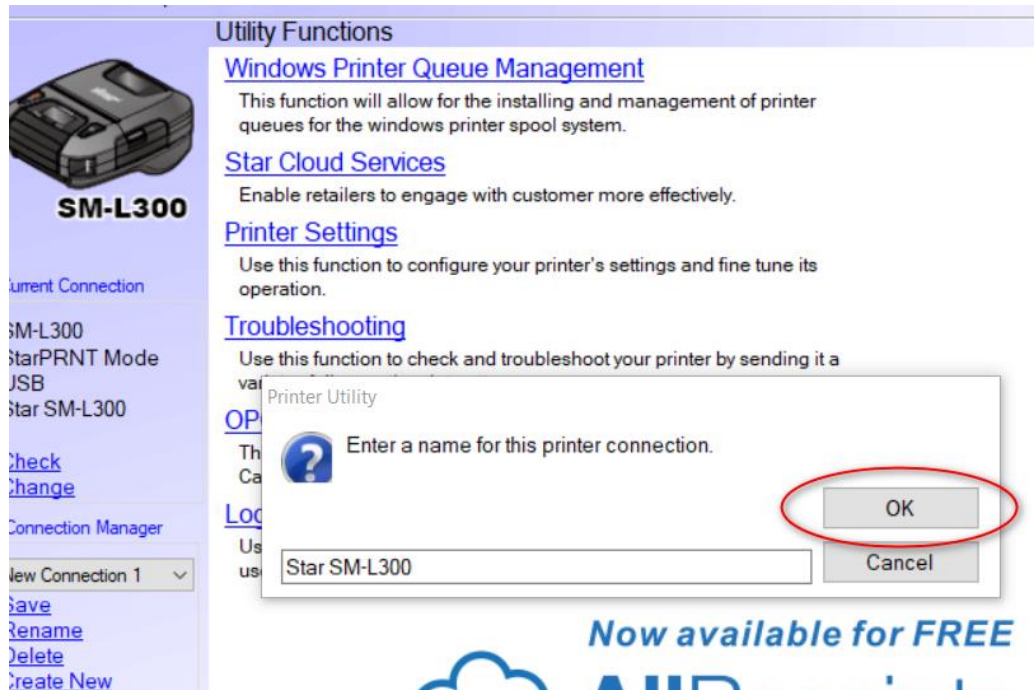 Utility Functions
Windows Printer Queue Management
This function will allow for the installing and management of printer
queues for the windows printer spool system.
Star Cloud Services
Enable retailers to engage with customer more effectively.
Printer Settings
Use this function to configure your printer's settings and fine tune its
operation.
Troubleshooting
Use this function to check and troubleshoot your printer by sending it a
SM-L300
Current Connection
SM-L300
StarPRNT Mode
USB
Star SM-L300
Check
Change
Connection Manager
New Connection 1
Save
Rename
Delete
Create New
Printer Utility
Enter a name for this printer connection.
OK
Star SM-L300
Cancel
Now available for FREE